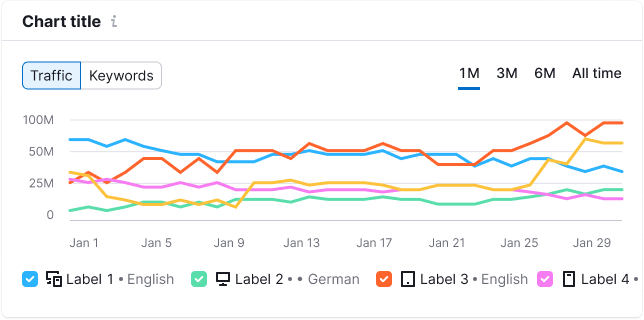 Chart title i
Traffic Keywords 1M 3M 6M All time
100M
50M
25M
0
Jan 1 Jan 5 Jan 9 Jan 13 Jan 17 Jan 21 Jan 25 Jan 29
Label 1 • English Label 2 • • German Label 3 • English Label 4 •